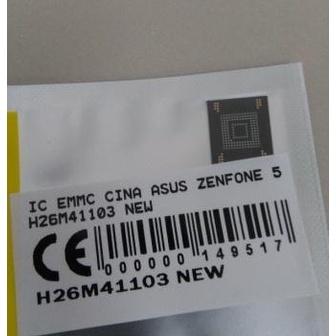 IC EMMC CINA ASUS ZENFONE 5
H26M41103 NEW
CE
000000 149517
H26M41103 NEW